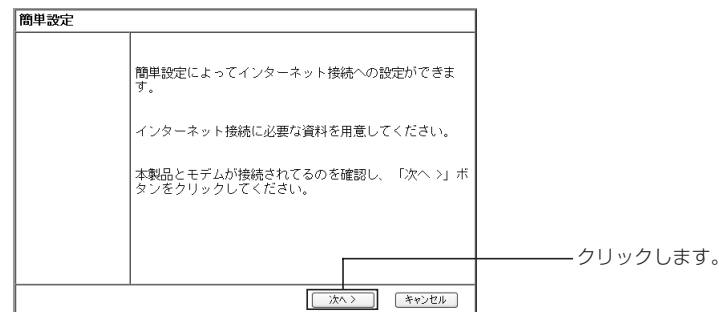 簡単設定
簡単設定によってインターネット接続への設定ができま
す。
インターネット接続に必要な資料を用意してください。
本製品とモデムが接続されてるのを確認し、「次へ >」ボ
タンをクリックしてください。
クリックします。
次へ >
キャンセル